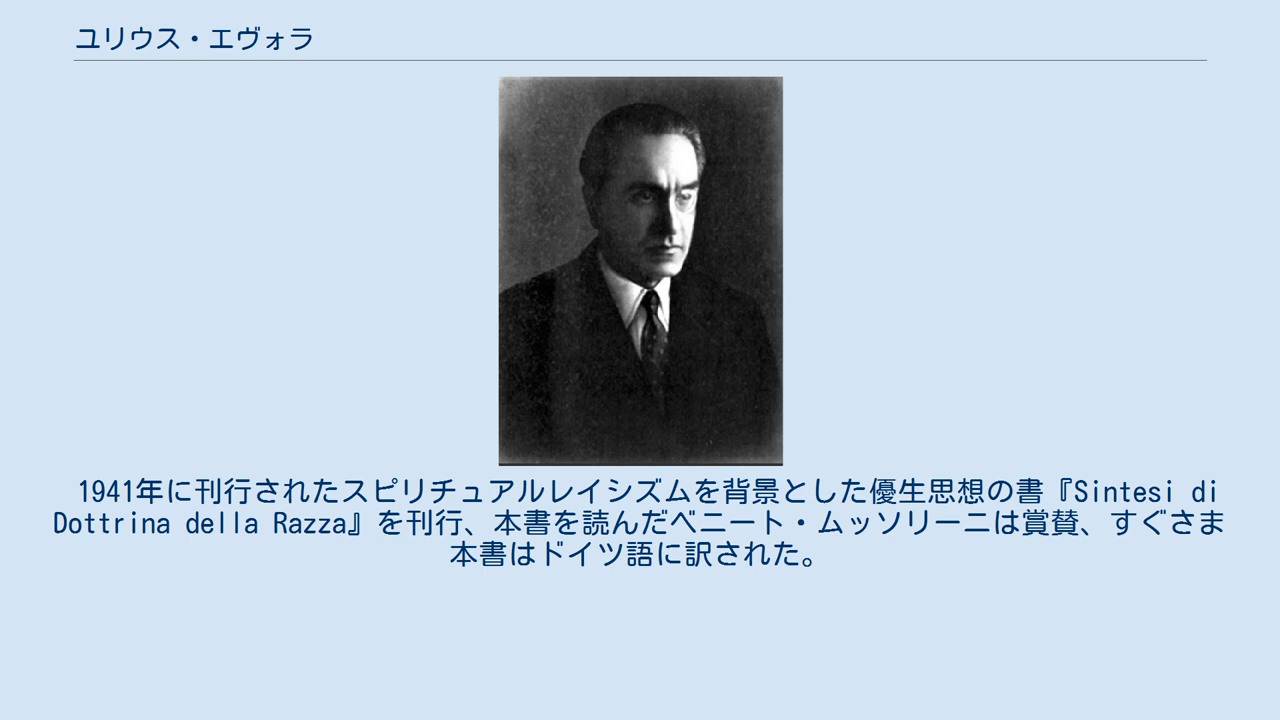 ユリウス・エヴォラ
1941年に刊行されたスピリチュアルレイシズムを背景とした優生思想の書『Sintesi di
Dottrina della Razza』を刊行、本書を読んだベニート・ムッソリーニは賞賛、すぐさま
本書はドイツ語に訳された。